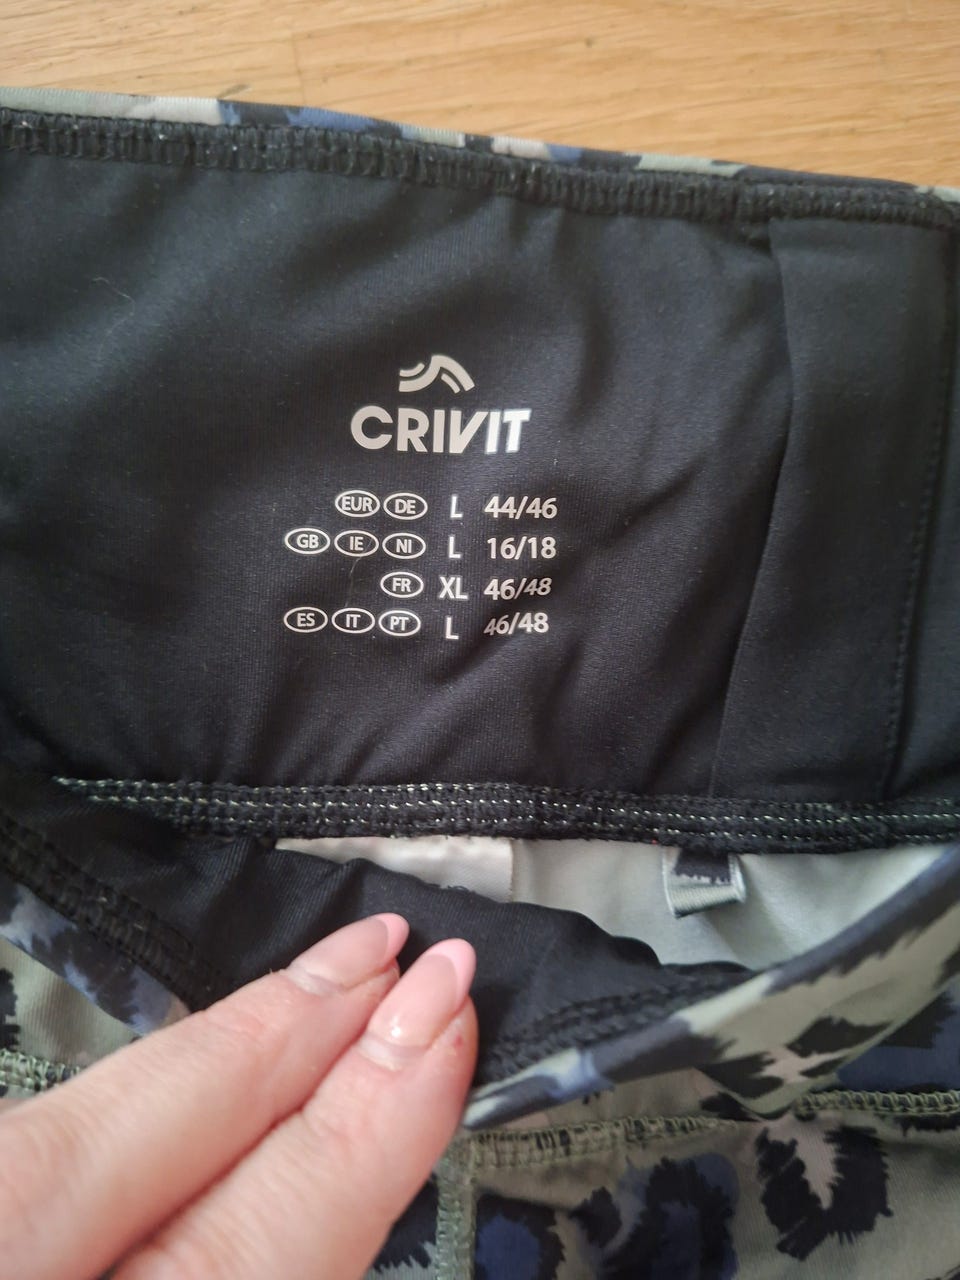 CRIVIT
EUR DE L 44/46
GB IE NI L 16/18
FR XL 46/48
ES IT PT L 46/48